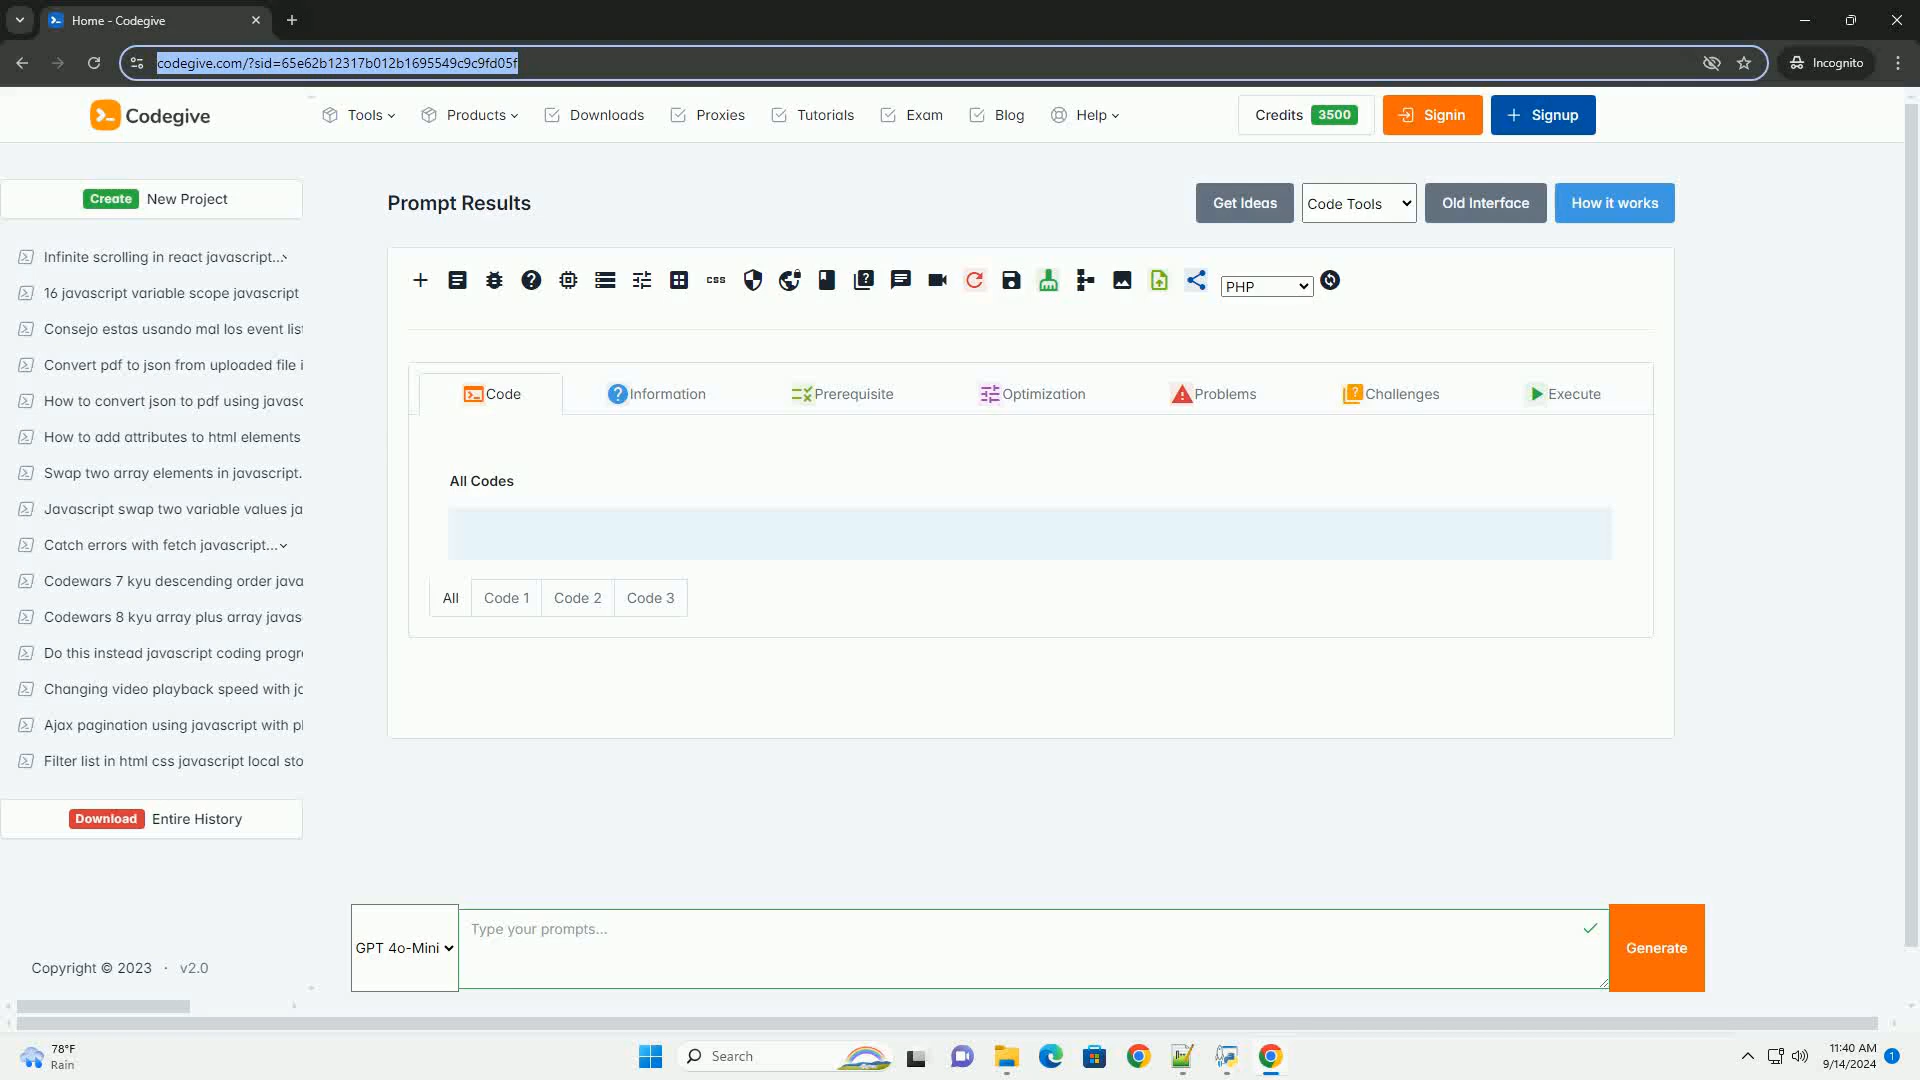 Home - Codegive
codegive.com/?sid=65e62b12317b012b1695549c9c9fd05f
Incognito
Codegive
Tools
Products
Downloads
Proxies
Tutorials
Exam
Blog
Help
Credits 3500
Signin
Signup
Create New Project
Infinite scrolling in react javascript...
16 javascript variable scope javascript
Consejo estas usando mal los event list
Convert pdf to json from uploaded file i
How to convert json to pdf using javasc
How to add attributes to html elements
Swap two array elements in javascript.
Javascript swap two variable values ja
Catch errors with fetch javascript...
Codewars 7 kyu descending order java
Codewars 8 kyu array plus array javas
Do this instead javascript coding progr
Changing video playback speed with ja
Ajax pagination using javascript with pl
Filter list in html css javascript local sto
Download Entire History
Copyright © 2023 · v2.0
Prompt Results
Get Ideas
Code Tools
Old Interface
How it works
css
PHP
Code
Information
Prerequisite
Optimization
Problems
Challenges
Execute
All Codes
All
Code 1
Code 2
Code 3
GPT 4o-Mini
Type your prompts...
Generate
78°F
Rain
Search
11:40 AM
9/14/2024
1